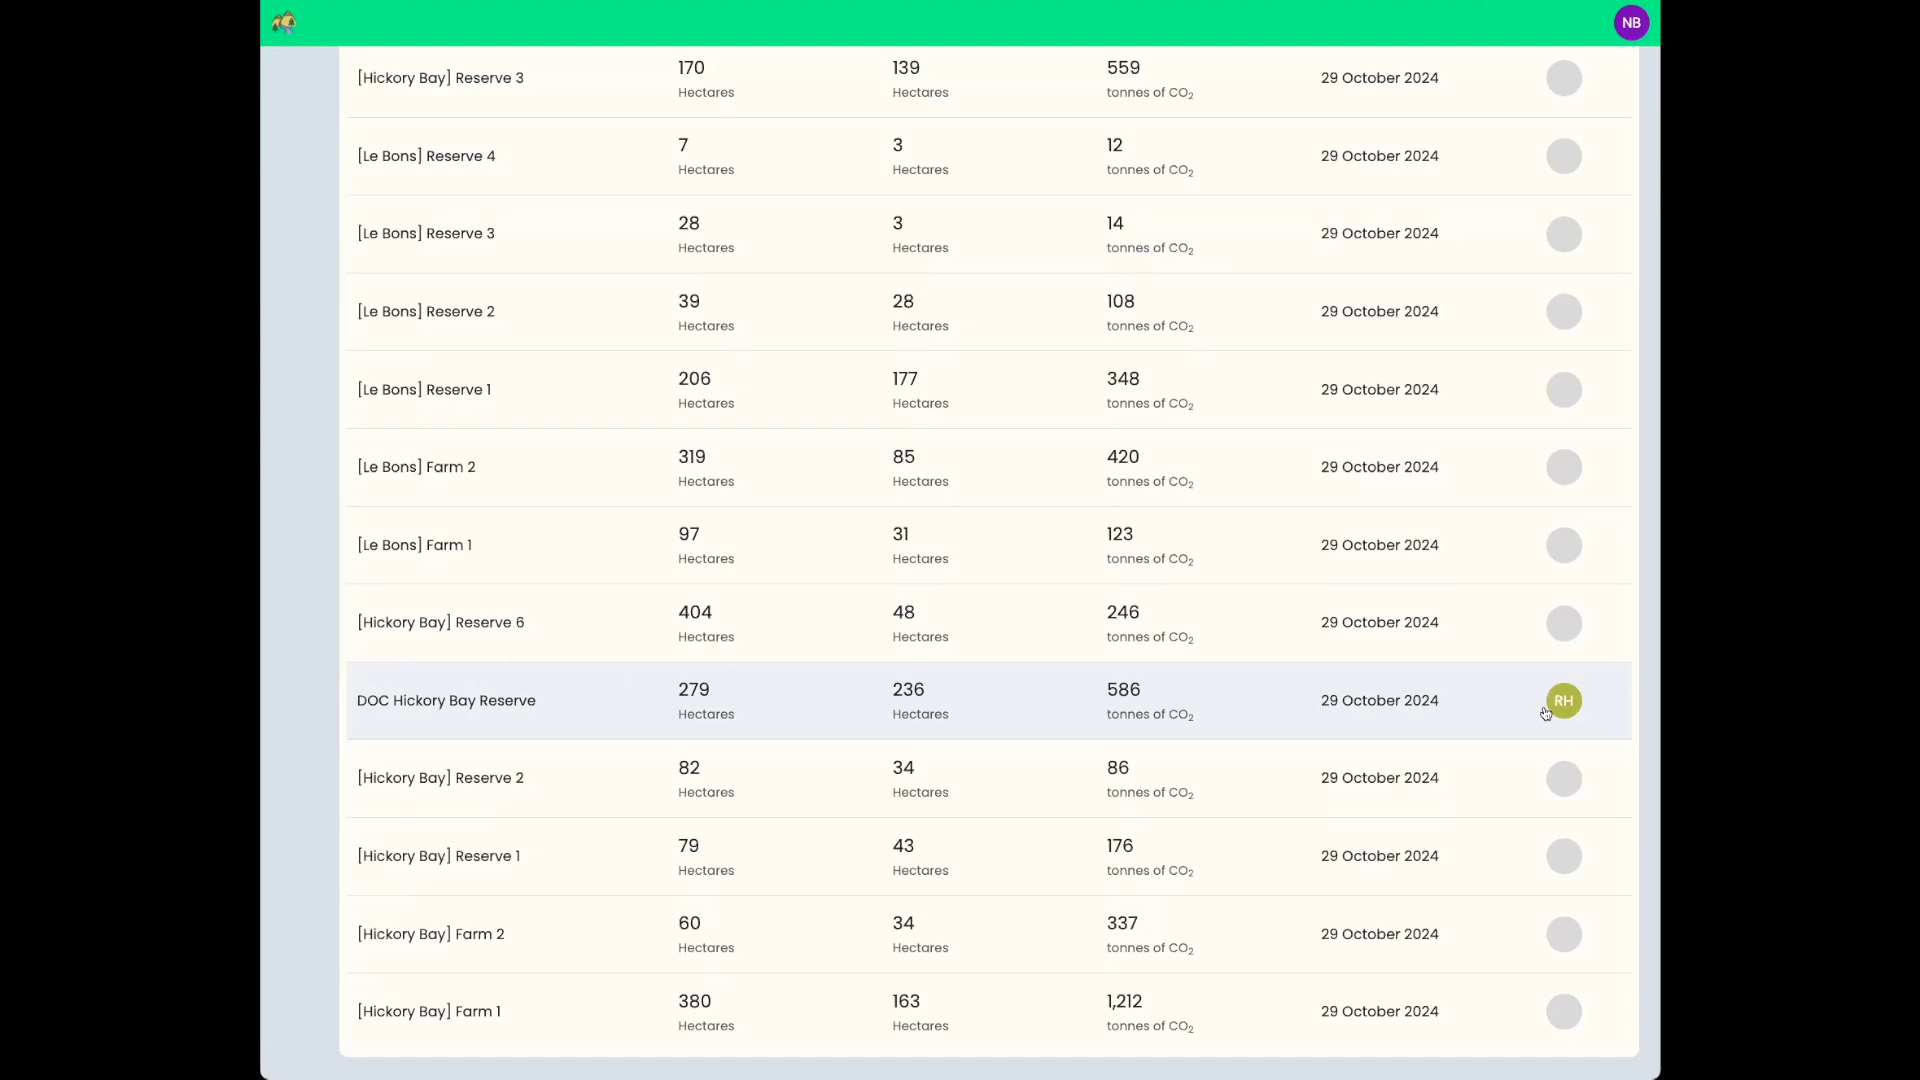 NB
[Hickory Bay] Reserve 3
170
Hectares
139
Hectares
559
tonnes of CO₂
29 October 2024
[Le Bons] Reserve 4
7
Hectares
3
Hectares
12
tonnes of CO₂
29 October 2024
[Le Bons] Reserve 3
28
Hectares
3
Hectares
14
tonnes of CO₂
29 October 2024
[Le Bons] Reserve 2
39
Hectares
28
Hectares
108
tonnes of CO₂
29 October 2024
[Le Bons] Reserve 1
206
Hectares
177
Hectares
348
tonnes of CO₂
29 October 2024
[Le Bons] Farm 2
319
Hectares
85
Hectares
420
tonnes of CO₂
29 October 2024
[Le Bons] Farm 1
97
Hectares
31
Hectares
123
tonnes of CO₂
29 October 2024
[Hickory Bay] Reserve 6
404
Hectares
48
Hectares
246
tonnes of CO₂
29 October 2024
DOC Hickory Bay Reserve
279
Hectares
236
Hectares
586
tonnes of CO₂
29 October 2024
RH
[Hickory Bay] Reserve 2
82
Hectares
34
Hectares
86
tonnes of CO₂
29 October 2024
[Hickory Bay] Reserve 1
79
Hectares
43
Hectares
176
tonnes of CO₂
29 October 2024
[Hickory Bay] Farm 2
60
Hectares
34
Hectares
337
tonnes of CO₂
29 October 2024
[Hickory Bay] Farm 1
380
Hectares
163
Hectares
1,212
tonnes of CO₂
29 October 2024